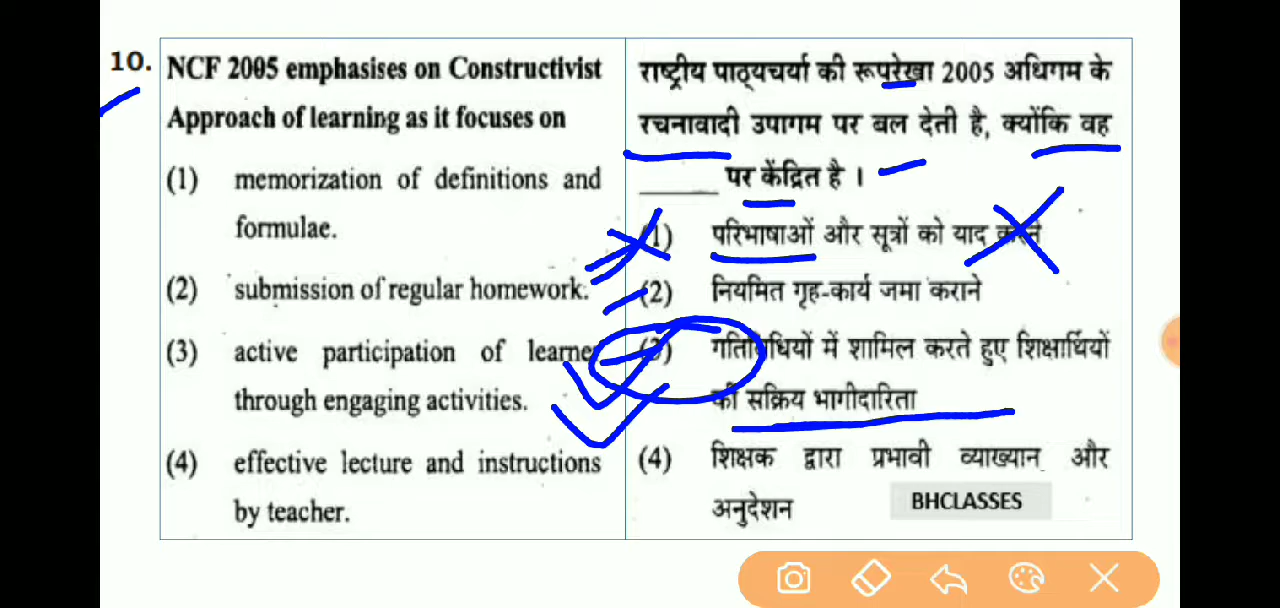 10.
NCF 2005 emphasises on Constructivist
Approach of learning as it focuses on
(1) memorization of definitions and
formulae.
(2) submission of regular homework.
(3) active participation of learner
through engaging activities.
(4) effective lecture and instructions
by teacher.
राष्ट्रीय पाठ्यचर्या की रूपरेखा 2005 अधिगम के
रचनावादी उपागम पर बल देती है, क्योंकि वह
______ पर केंद्रित है ।
(1) परिभाषाओं और सूत्रों को याद करने
(2) नियमित गृह-कार्य जमा कराने
(3) गतिविधियों में शामिल करते हुए शिक्षार्थियों
की सक्रिय भागीदारिता
(4) शिक्षक द्वारा प्रभावी व्याख्यान और
अनुदेशन
BHCLASSES